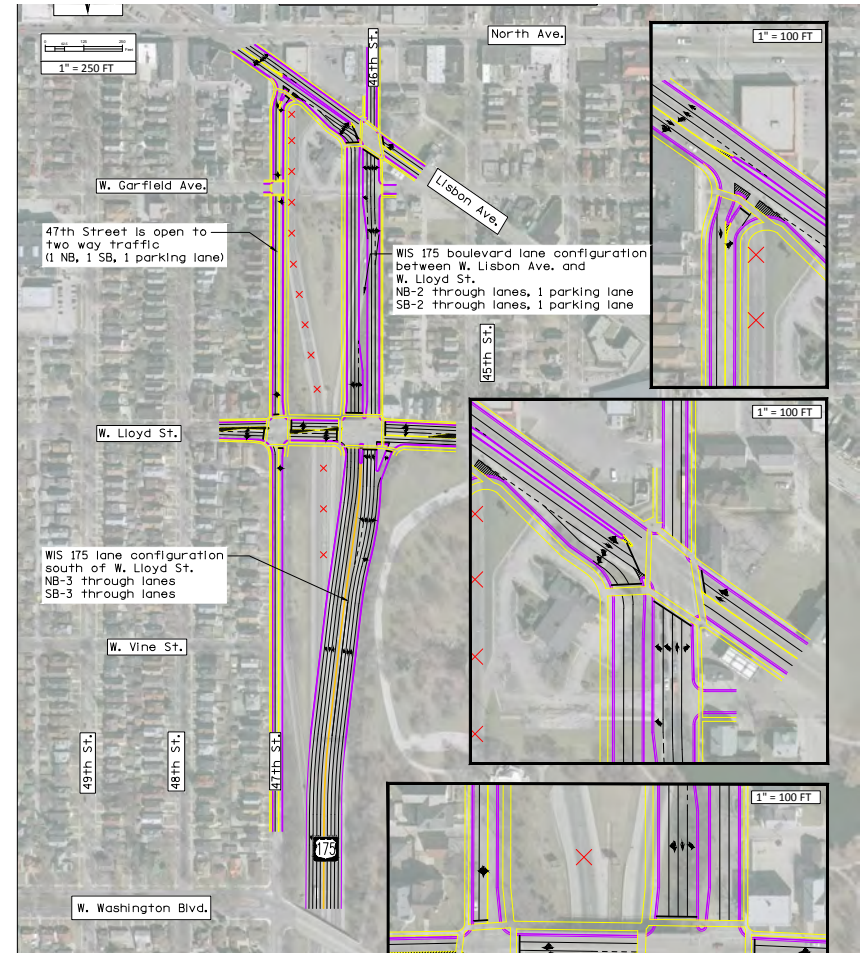 North Ave.
46th St.
1" = 100 FT
0
125
250
Feet
1" = 250 FT
W. Garfield Ave.
Lisbon Ave.
47th Street is open to
two way traffic
(1 NB, 1 SB, 1 parking lane)
WIS 175 boulevard lane configuration
between W. Lisbon Ave. and
W. Lloyd St.
NB-2 through lanes, 1 parking lane
SB-2 through lanes, 1 parking lane
45th St.
1" = 100 FT
W. Lloyd St.
WIS 175 lane configuration
south of W. Lloyd St.
NB-3 through lanes
SB-3 through lanes
W. Vine St.
49th St.
48th St.
47th St.
1" = 100 FT
175
W. Washington Blvd.